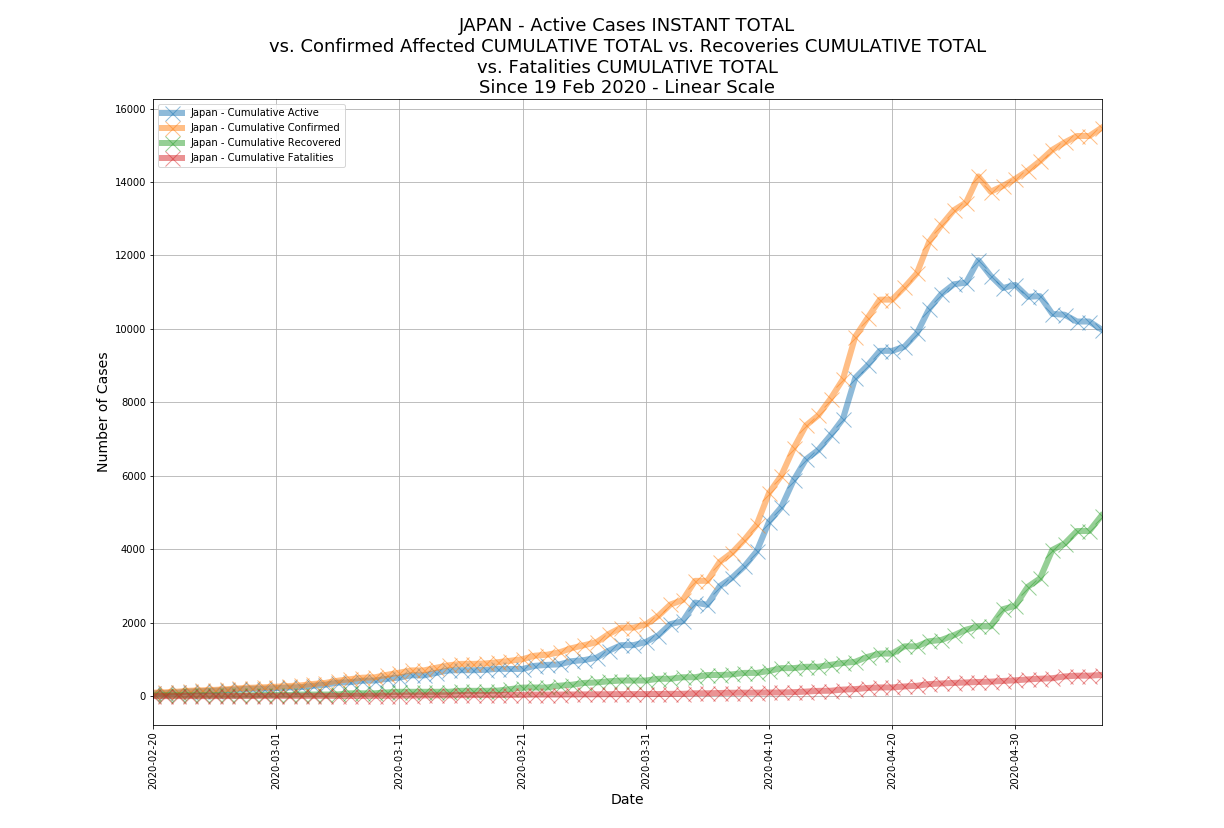 JAPAN - Active Cases INSTANT TOTAL
vs. Confirmed Affected CUMULATIVE TOTAL vs. Recoveries CUMULATIVE TOTAL
vs. Fatalities CUMULATIVE TOTAL
Since 19 Feb 2020 - Linear Scale
Japan - Cumulative Active
Japan - Cumulative Confirmed
Japan - Cumulative Recovered
Japan - Cumulative Fatalities
Number of Cases
16000
14000
12000
10000
8000
6000
4000
2000
0
2020-02-20
2020-03-01
2020-03-11
2020-03-21
2020-03-31
2020-04-10
2020-04-20
2020-04-30
Date